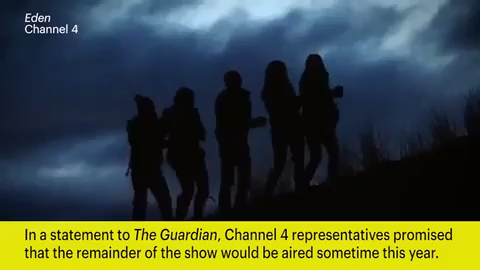 Eden
Channel 4
In a statement to The Guardian, Channel 4 representatives promised
that the remainder of the show would be aired sometime this year.